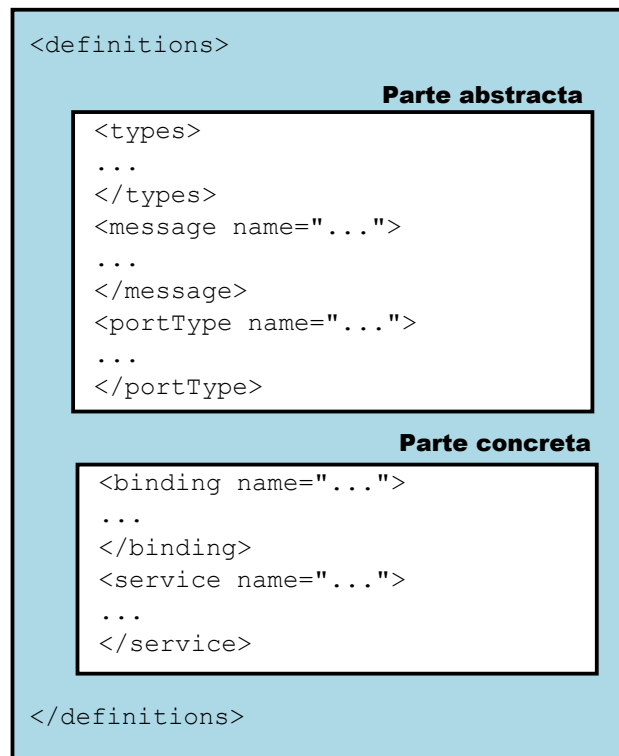 <definitions>
Parte abstracta
<types>
...
</types>
<message name="...">
...
</message>
<portType name="...">
...
</portType>
Parte concreta
<binding name="...">
...
</binding>
<service name="...">
...
</service>
</definitions>